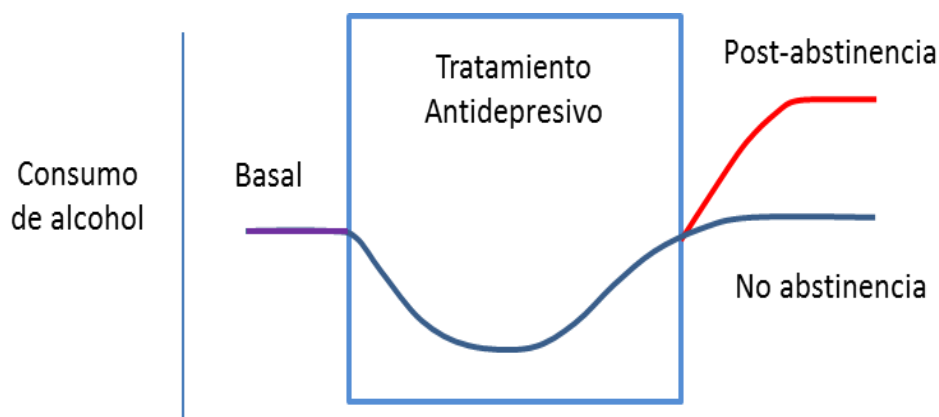 Tratamiento
Antidepresivo
Post-abstinencia
Consumo
de alcohol
Basal
No abstinencia